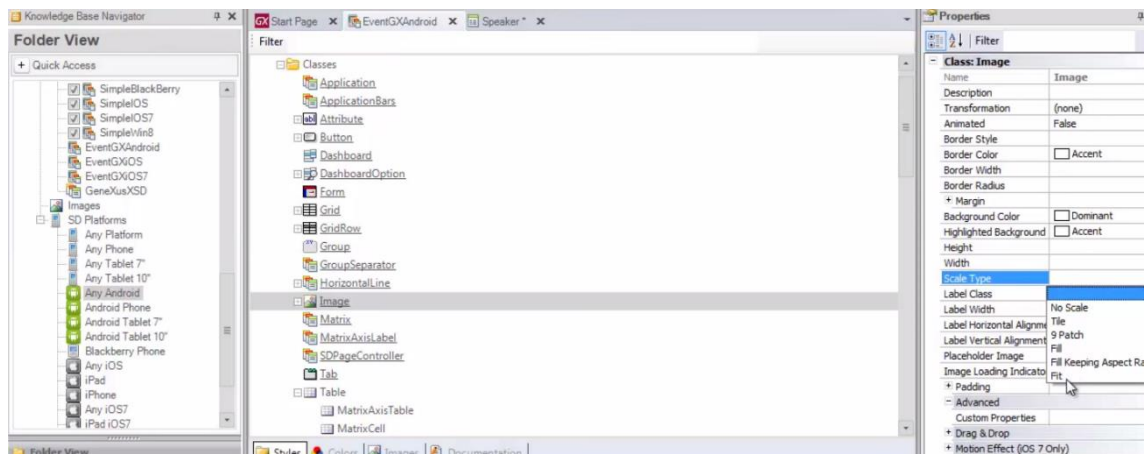 Knowledge Base Navigator
Folder View
Quick Access
SimpleBlackBerry
SimpleIOS
SimpleIOS7
SimpleWin8
EventGXAndroid
EventGXiOS
EventGXiOS7
GeneXusXSD
Images
SD Platforms
Any Platform
Any Phone
Any Tablet 7"
Any Tablet 10"
Any Android
Android Phone
Android Tablet 7"
Android Tablet 10"
Blackberry Phone
Any iOS
iPad
iPhone
Any iOS7
iPad iOS7
Folder View
GX Start Page X EventGXAndroid X Speaker * X
Filter
Classes
Application
ApplicationBars
Attribute
Button
Dashboard
DashboardOption
Form
Grid
GridRow
Group
GroupSeparator
HorizontalLine
Image
Matrix
MatrixAxisLabel
SDPageController
Tab
Table
MatrixAxisTable
MatrixCell
Styles Colors Images Documentation
Properties
Filter
Class: Image
Name Image
Description
Transformation (none)
Animated False
Border Style
Border Color Accent
Border Width
Border Radius
+ Margin
Background Color Dominant
Highlighted Background Accent
Height
Width
Scale Type
Label Class
Label Width No Scale
Label Horizontal Alignme Tile
Label Vertical Alignment 9 Patch
Placeholder Image Fill
Image Loading Indicato Fill Keeping Aspect Ra
+ Padding Fit
- Advanced
Custom Properties
+ Drag & Drop
+ Motion Effect (iOS 7 Only)